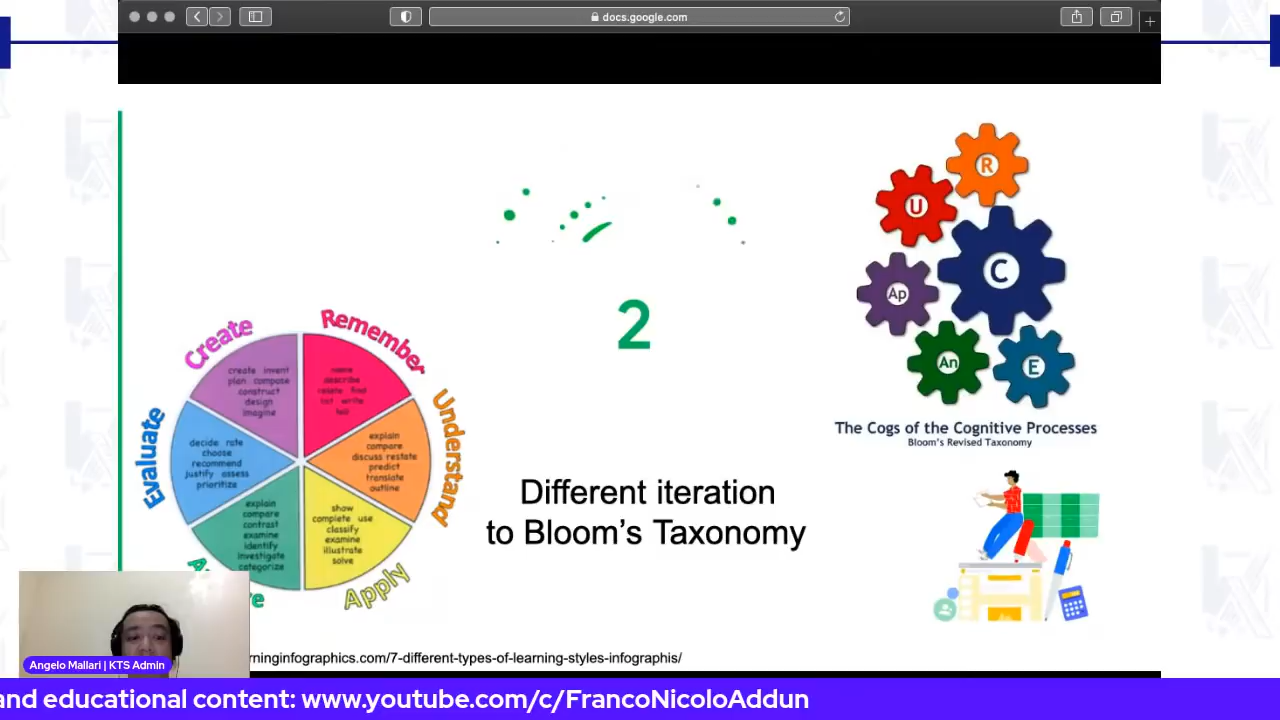 docs.google.com
R
U
C
Ap
An
E
The Cogs of the Cognitive Processes
Bloom's Revised Taxonomy
2
Different iteration
to Bloom's Taxonomy
Create
create invent
plan compose
construct
design
imagine
Remember
name
describe
relate find
list write
tell
Understand
explain
compare
discuss restate
predict
translate
outline
Apply
show
complete use
classify
examine
illustrate
solve
explain
compare
contrast
examine
identify
investigate
categorize
Evaluate
decide rate
choose
recommend
justify assess
prioritize
Angelo Mallari | KTS Admin
rninginfographics.com/7-different-types-of-learning-styles-infographis/
and educational content: www.youtube.com/c/FrancoNicoloAddun